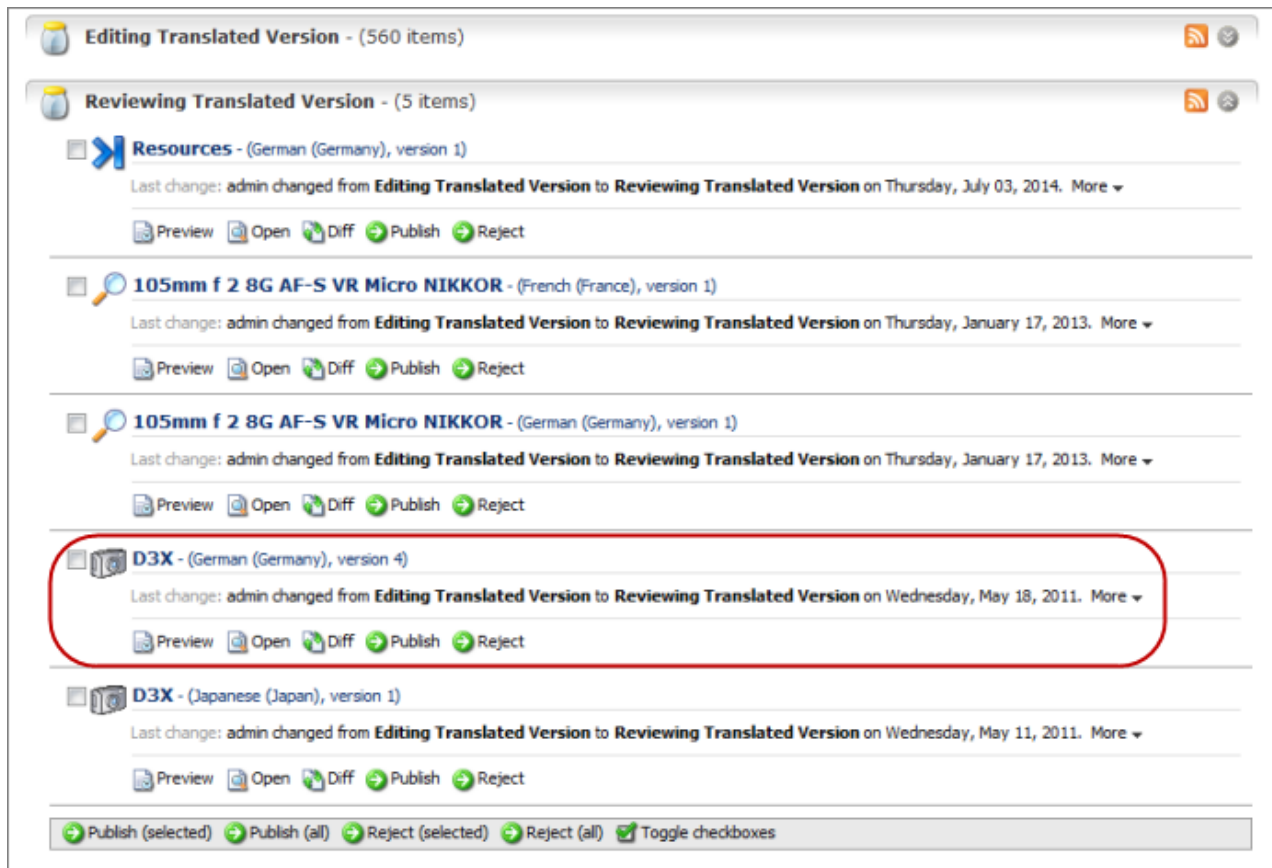 Editing Translated Version - (560 items)
Reviewing Translated Version - (5 items)
Resources - (German (Germany), version 1)
Last change: admin changed from Editing Translated Version to Reviewing Translated Version on Thursday, July 03, 2014. More
Preview Open Diff Publish Reject
105mm f 2 8G AF-S VR Micro NIKKOR - (French (France), version 1)
Last change: admin changed from Editing Translated Version to Reviewing Translated Version on Thursday, January 17, 2013. More
Preview Open Diff Publish Reject
105mm f 2 8G AF-S VR Micro NIKKOR - (German (Germany), version 1)
Last change: admin changed from Editing Translated Version to Reviewing Translated Version on Thursday, January 17, 2013. More
Preview Open Diff Publish Reject
D3X - (German (Germany), version 4)
Last change: admin changed from Editing Translated Version to Reviewing Translated Version on Wednesday, May 18, 2011. More
Preview Open Diff Publish Reject
D3X - (Japanese (Japan), version 1)
Last change: admin changed from Editing Translated Version to Reviewing Translated Version on Wednesday, May 11, 2011. More
Preview Open Diff Publish Reject
Publish (selected) Publish (all) Reject (selected) Reject (all) Toggle checkboxes